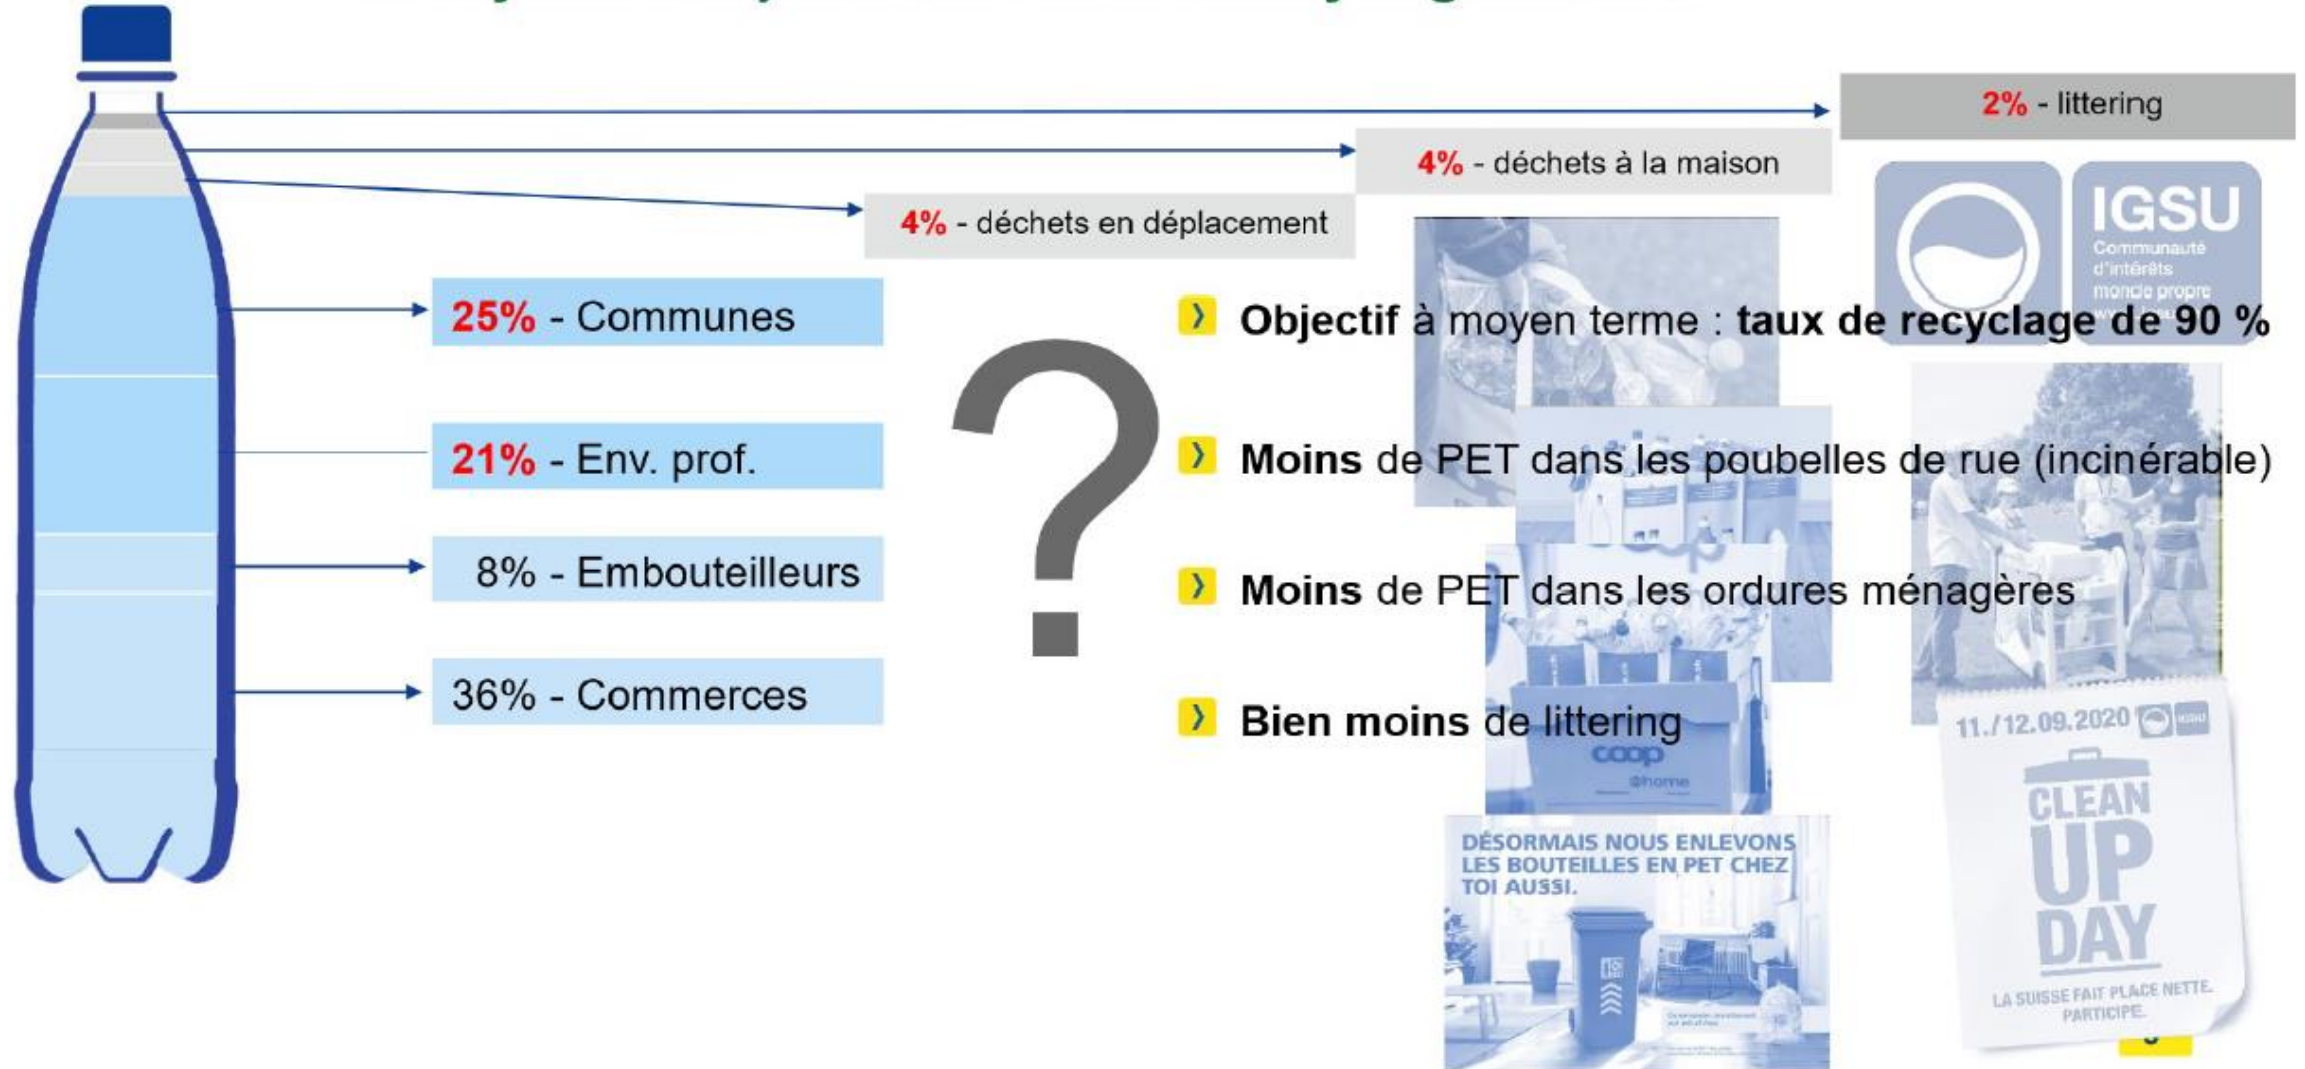 2% - littering
4% - déchets à la maison
4% - déchets en déplacement
IGSU
Communauté
d'intérêts
monde propre
25% - Communes
21% - Env. prof.
8% - Embouteilleurs
36% - Commerces
?
Objectif à moyen terme : taux de recyclage de 90 %
Moins de PET dans les poubelles de rue (incinérable)
Moins de PET dans les ordures ménagères
Bien moins de littering
coop
@home
DÉSORMAIS NOUS ENLEVONS
LES BOUTEILLES EN PET CHEZ
TOI AUSSI.
11./12.09.2020
IGSU
CLEAN
UP
DAY
LA SUISSE FAIT PLACE NETTE.
PARTICIPE.